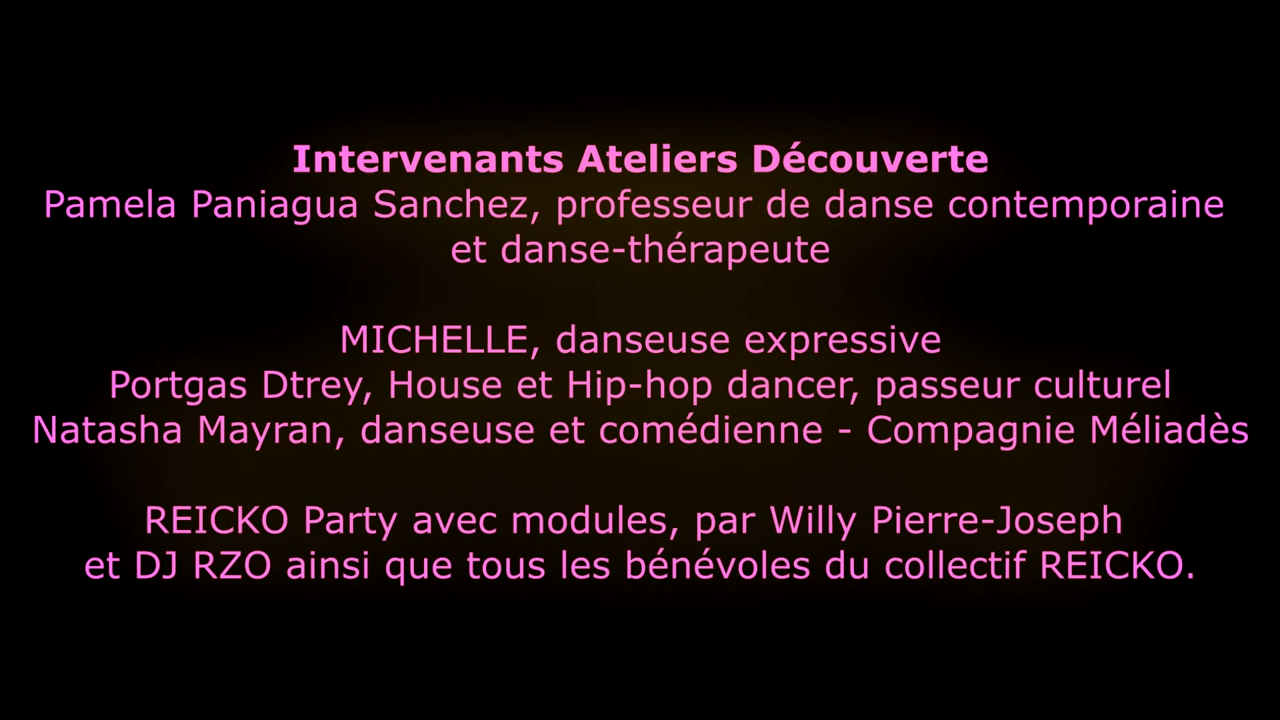 Intervenants Ateliers Découverte
Pamela Paniagua Sanchez, professeur de danse contemporaine
et danse-thérapeute
MICHELLE, danseuse expressive
Portgas Dtrey, House et Hip-hop dancer, passeur culturel
Natasha Mayran, danseuse et comédienne - Compagnie Méliadès
REICKO Party avec modules, par Willy Pierre-Joseph
et DJ RZO ainsi que tous les bénévoles du collectif REICKO.